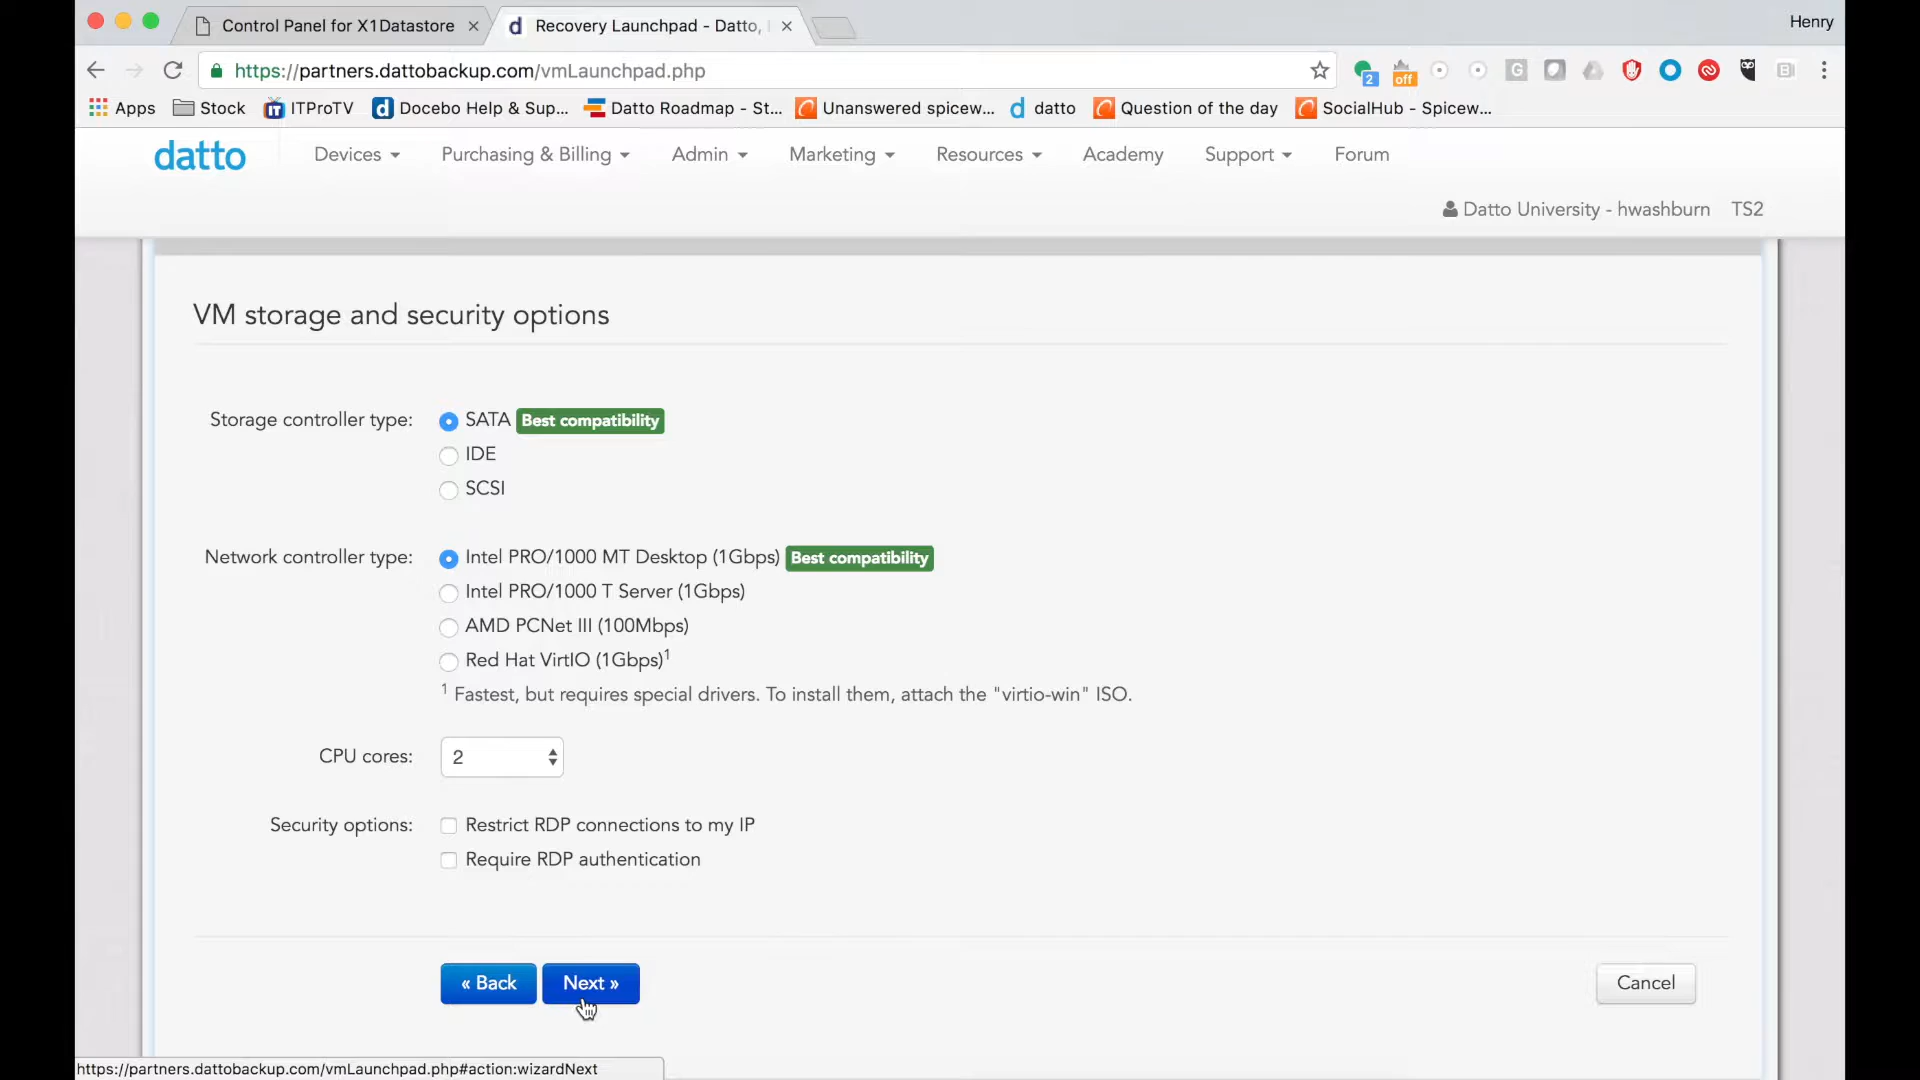 Control Panel for X1Datastore
Recovery Launchpad - Datto,
Henry
https://partners.dattobackup.com/vmLaunchpad.php
2
off
Apps
Stock
ITProTV
Docebo Help & Sup...
Datto Roadmap - St...
Unanswered spicew...
datto
Question of the day
SocialHub - Spicew...
datto
Devices
Purchasing & Billing
Admin
Marketing
Resources
Academy
Support
Forum
Datto University - hwashburn TS2
VM storage and security options
Storage controller type:
SATA Best compatibility
IDE
SCSI
Network controller type:
Intel PRO/1000 MT Desktop (1Gbps) Best compatibility
Intel PRO/1000 T Server (1Gbps)
AMD PCNet III (100Mbps)
Red Hat VirtIO (1Gbps)¹
¹ Fastest, but requires special drivers. To install them, attach the "virtio-win" ISO.
CPU cores:
2
Security options:
Restrict RDP connections to my IP
Require RDP authentication
« Back
Next »
Cancel
https://partners.dattobackup.com/vmLaunchpad.php#action:wizardNext